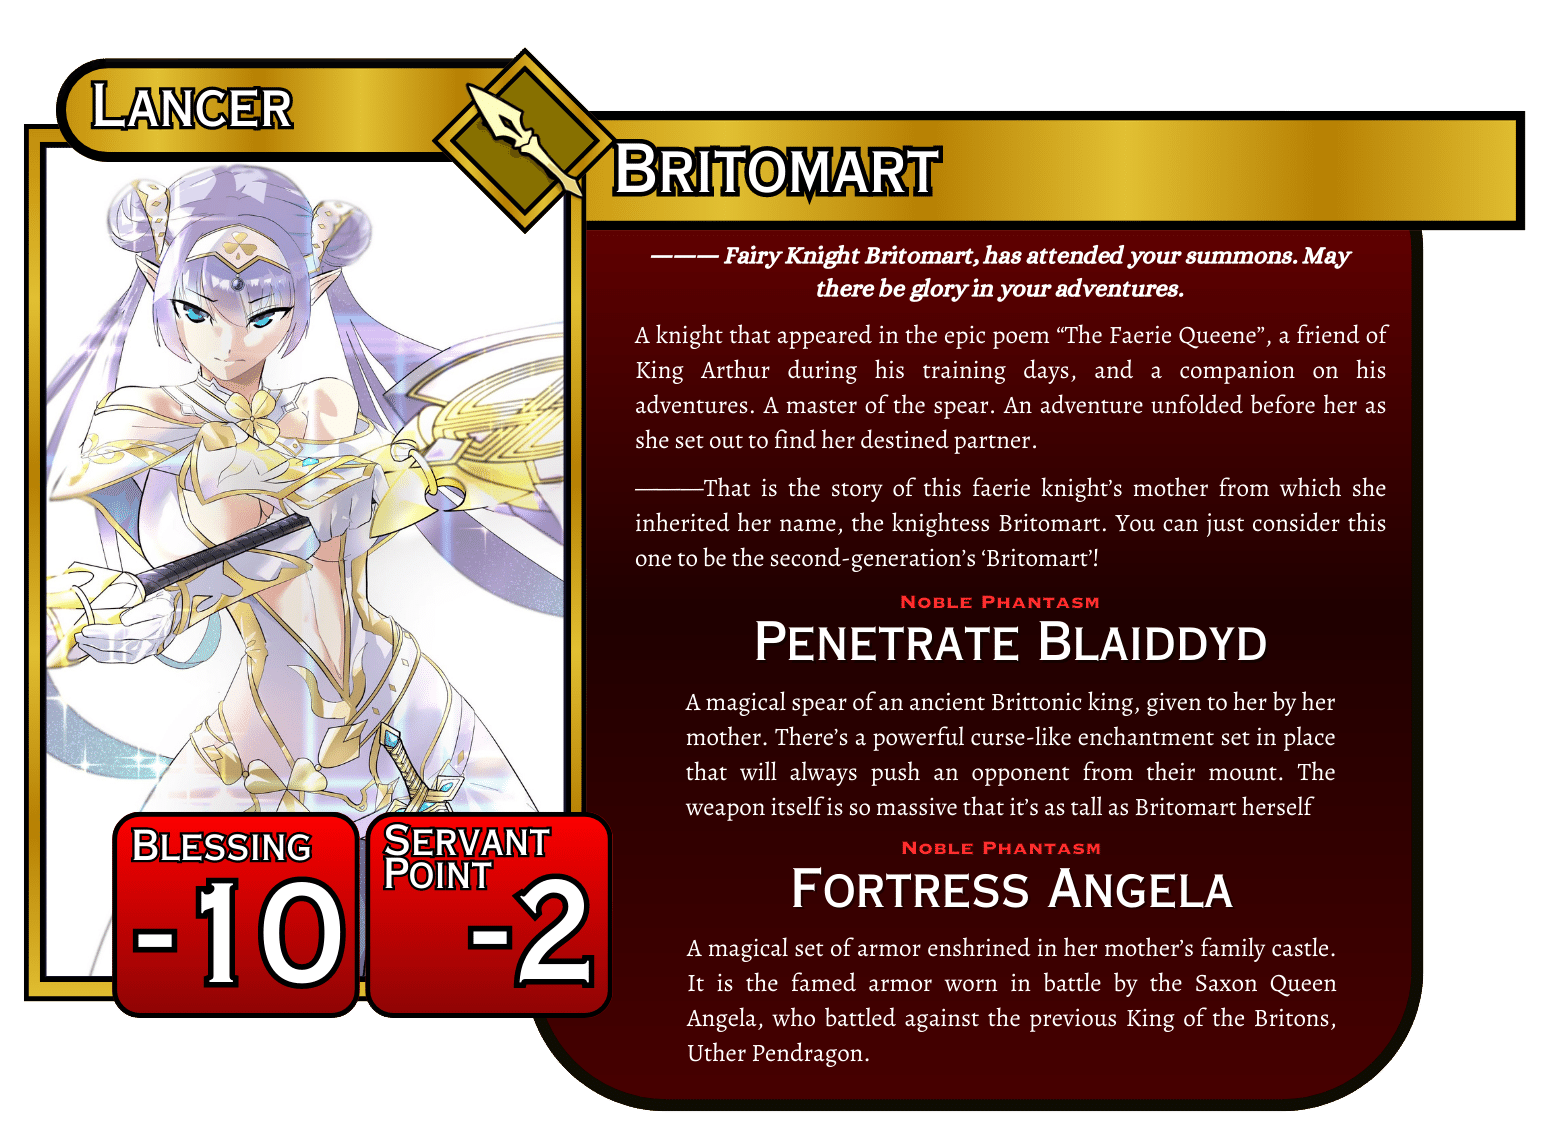 LANCER
BRITOMART
——— Fairy Knight Britomart, has attended your summons. May
there be glory in your adventures.
A knight that appeared in the epic poem “The Faerie Queene”, a friend of
King Arthur during his training days, and a companion on his
adventures. A master of the spear. An adventure unfolded before her as
she set out to find her destined partner.
———That is the story of this faerie knight’s mother from which she
inherited her name, the knightess Britomart. You can just consider this
one to be the second-generation’s ‘Britomart’!
NOBLE PHANTASM
PENETRATE BLAIDDYD
A magical spear of an ancient Brittonic king, given to her by her
mother. There’s a powerful curse-like enchantment set in place
that will always push an opponent from their mount. The
weapon itself is so massive that it’s as tall as Britomart herself
NOBLE PHANTASM
FORTRESS ANGELA
A magical set of armor enshrined in her mother’s family castle.
It is the famed armor worn in battle by the Saxon Queen
Angela, who battled against the previous King of the Britons,
Uther Pendragon.
BLESSING
-10
SERVANT
POINT
-2